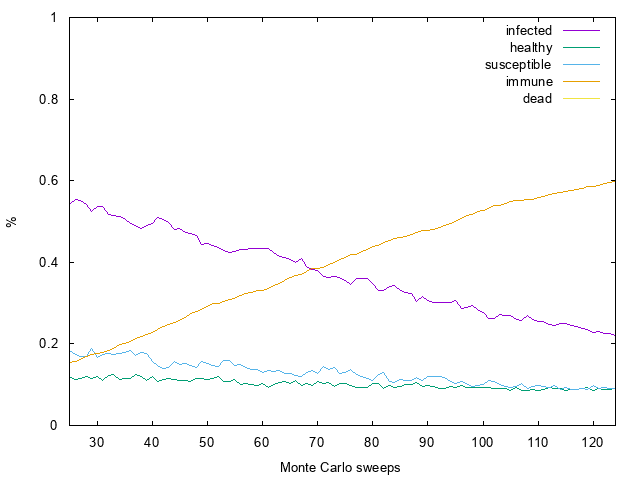 1
0.8
0.6
0.4
0.2
0
%
30 40 50 60 70 80 90 100 110 120
Monte Carlo sweeps
infected
healthy
susceptible
immune
dead